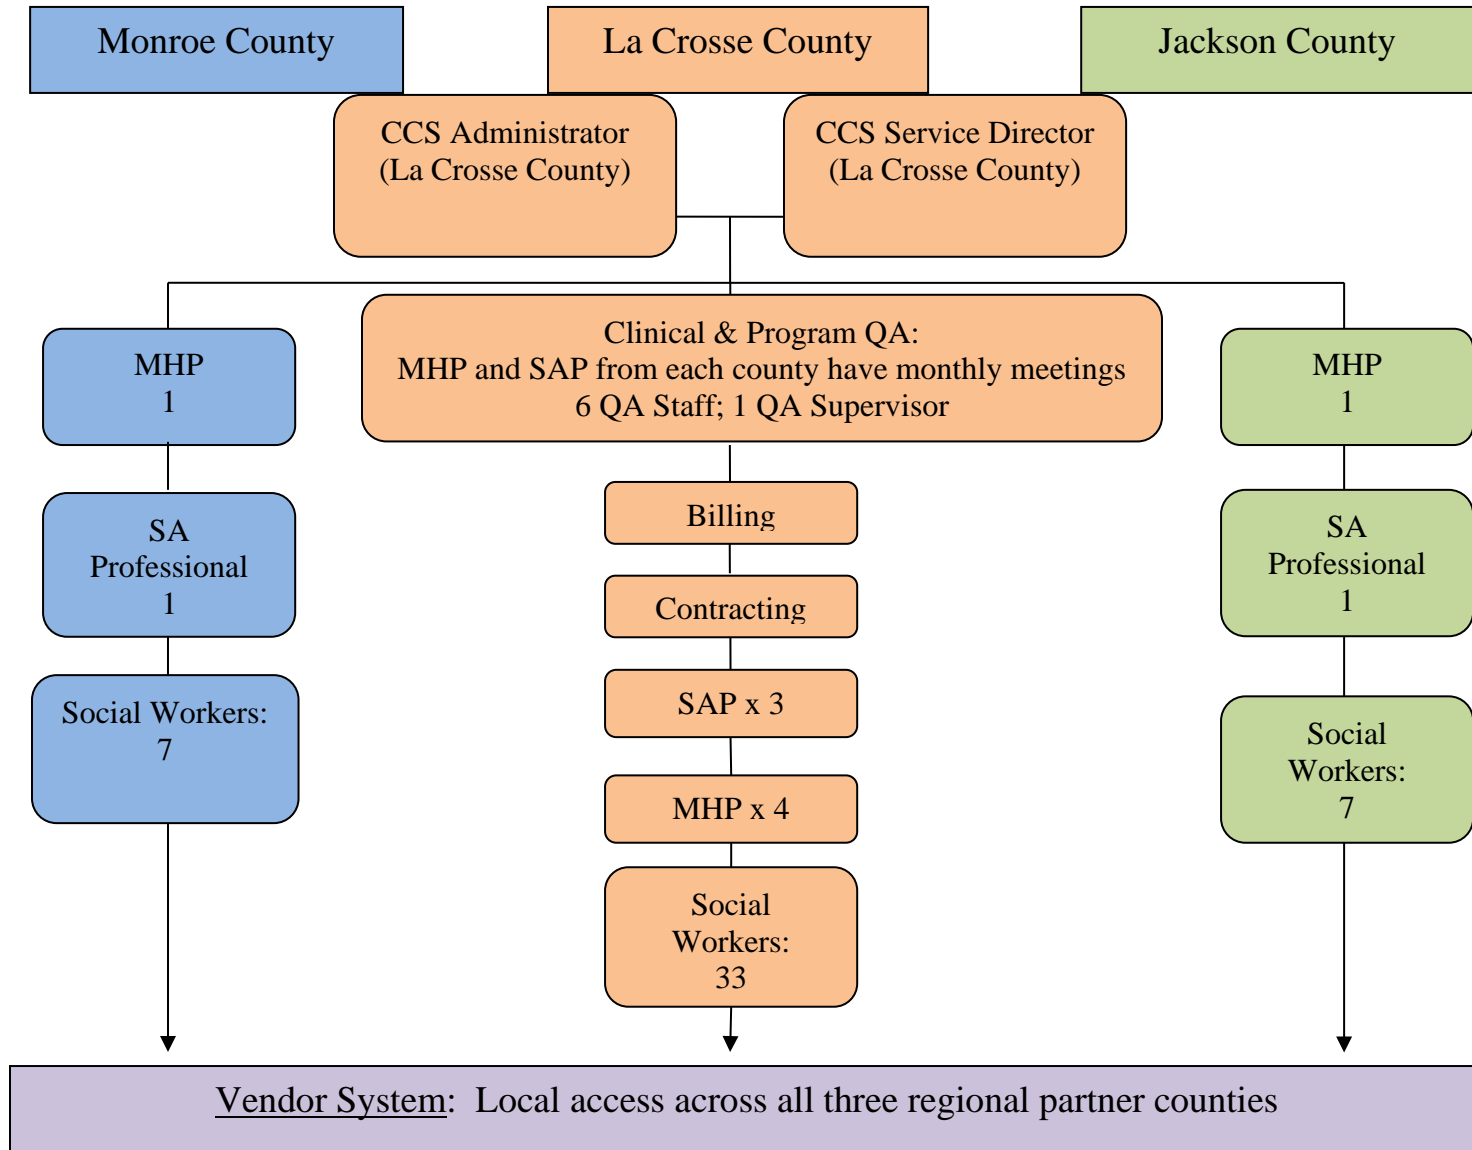 Monroe County
La Crosse County
Jackson County
CCS Administrator
(La Crosse County)
CCS Service Director
(La Crosse County)
MHP
1
SA
Professional
1
Social Workers:
7
Clinical & Program QA:
MHP and SAP from each county have monthly meetings
6 QA Staff; 1 QA Supervisor
Billing
Contracting
SAP x 3
MHP x 4
Social
Workers:
33
MHP
1
SA
Professional
1
Social
Workers:
7
Vendor System: Local access across all three regional partner counties